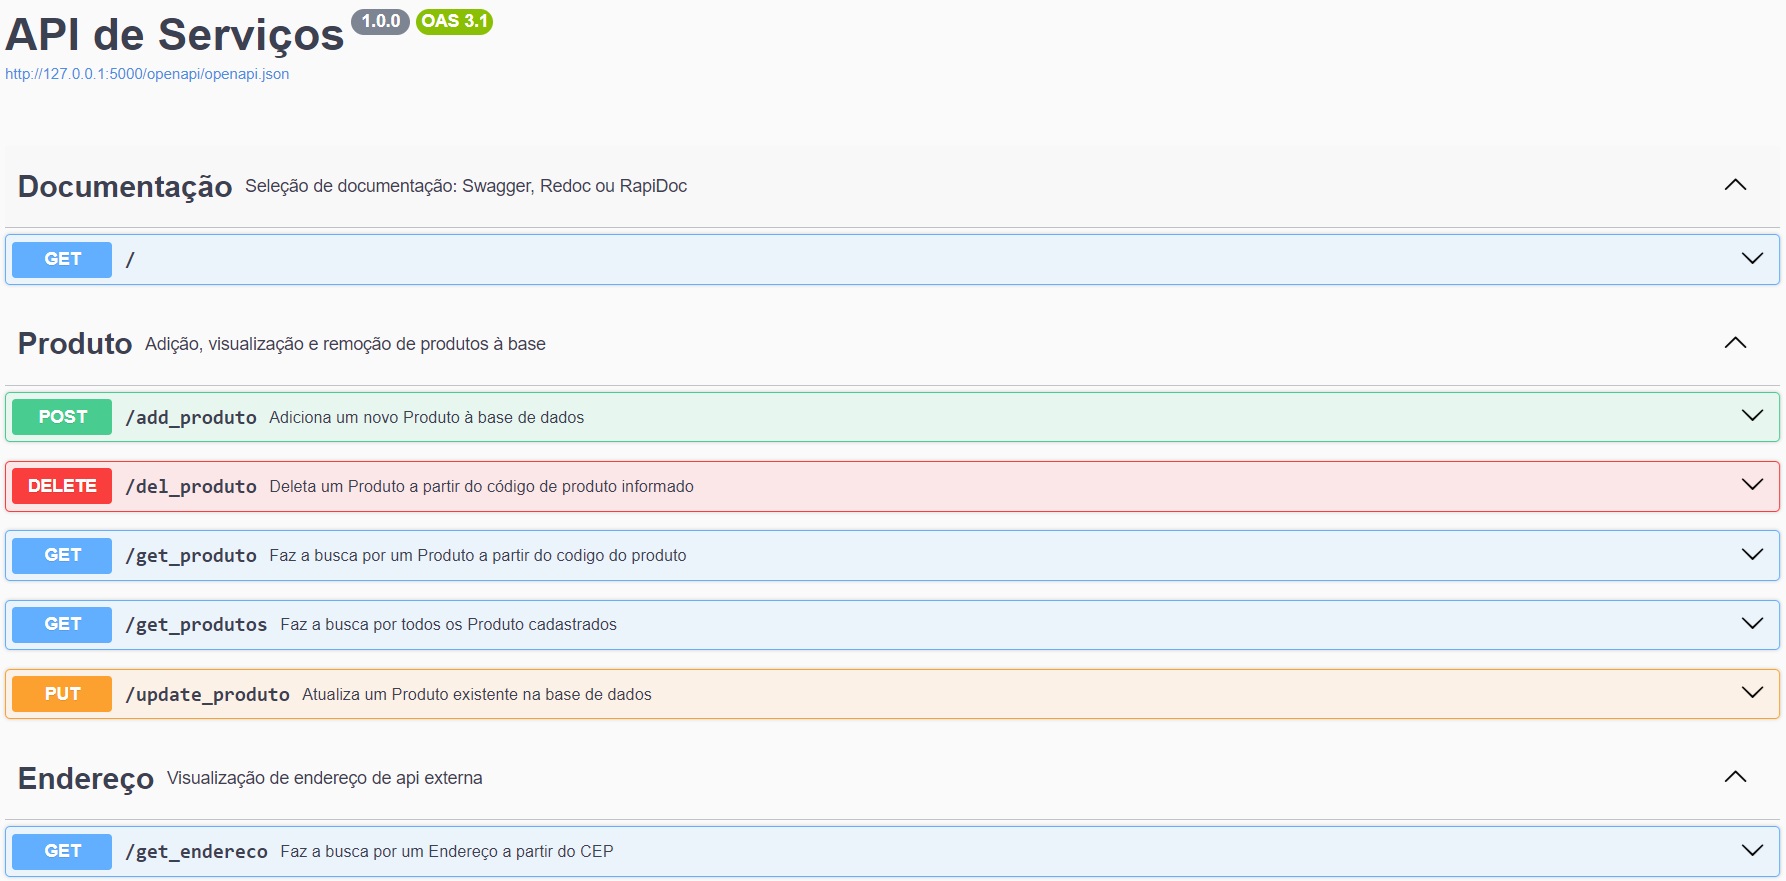 API de Serviços 1.0.0 OAS 3.1
http://127.0.0.1:5000/openapi/openapi.json
Documentação Seleção de documentação: Swagger, Redoc ou RapiDoc
GET /
Produto Adição, visualização e remoção de produtos à base
POST /add_produto Adiciona um novo Produto à base de dados
DELETE /del_produto Deleta um Produto a partir do código de produto informado
GET /get_produto Faz a busca por um Produto a partir do codigo do produto
GET /get_produtos Faz a busca por todos os Produto cadastrados
PUT /update_produto Atualiza um Produto existente na base de dados
Endereço Visualização de endereço de api externa
GET /get_endereco Faz a busca por um Endereço a partir do CEP